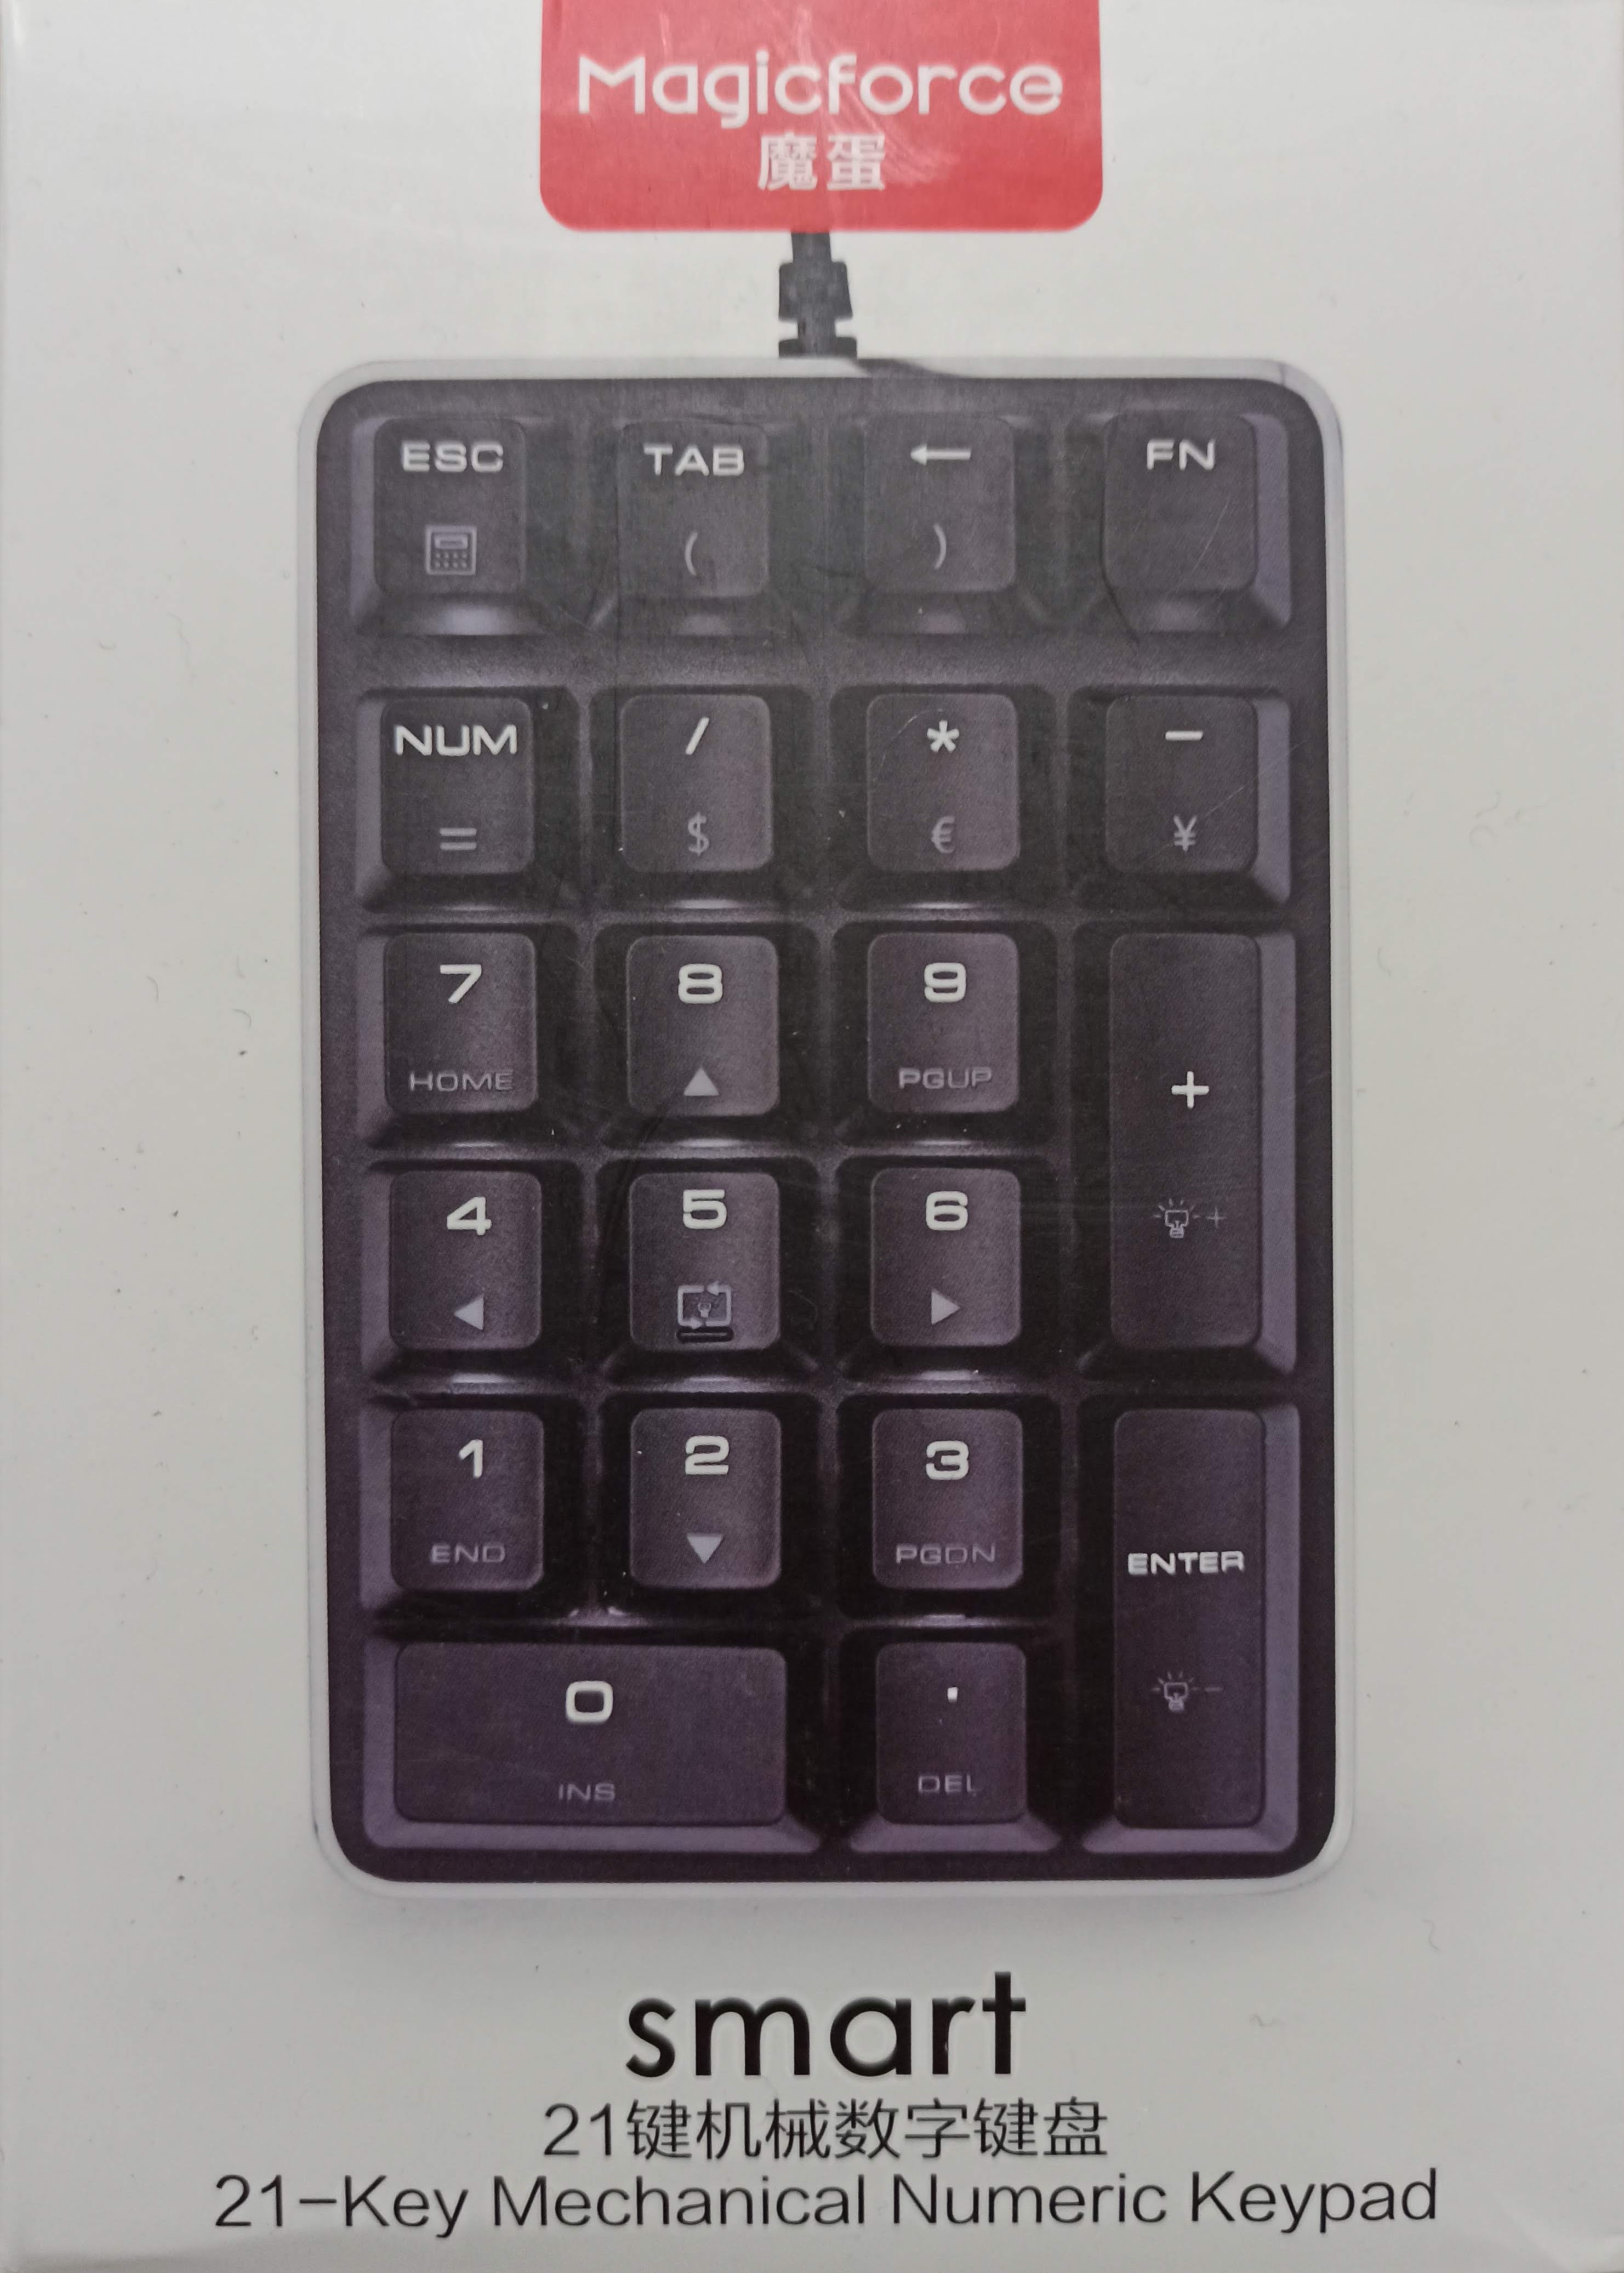 Magicforce
魔蛋
ESC TAB ← FN
( )
NUM / * -
= $ € ¥
7 8 9
HOME ▲ PGUP
+
4 5 6
+
◀ ▶
1 2 3
END ▼ PGDN
ENTER
0 .
-
INS DEL
smart
21键机械数字键盘
21-Key Mechanical Numeric Keypad